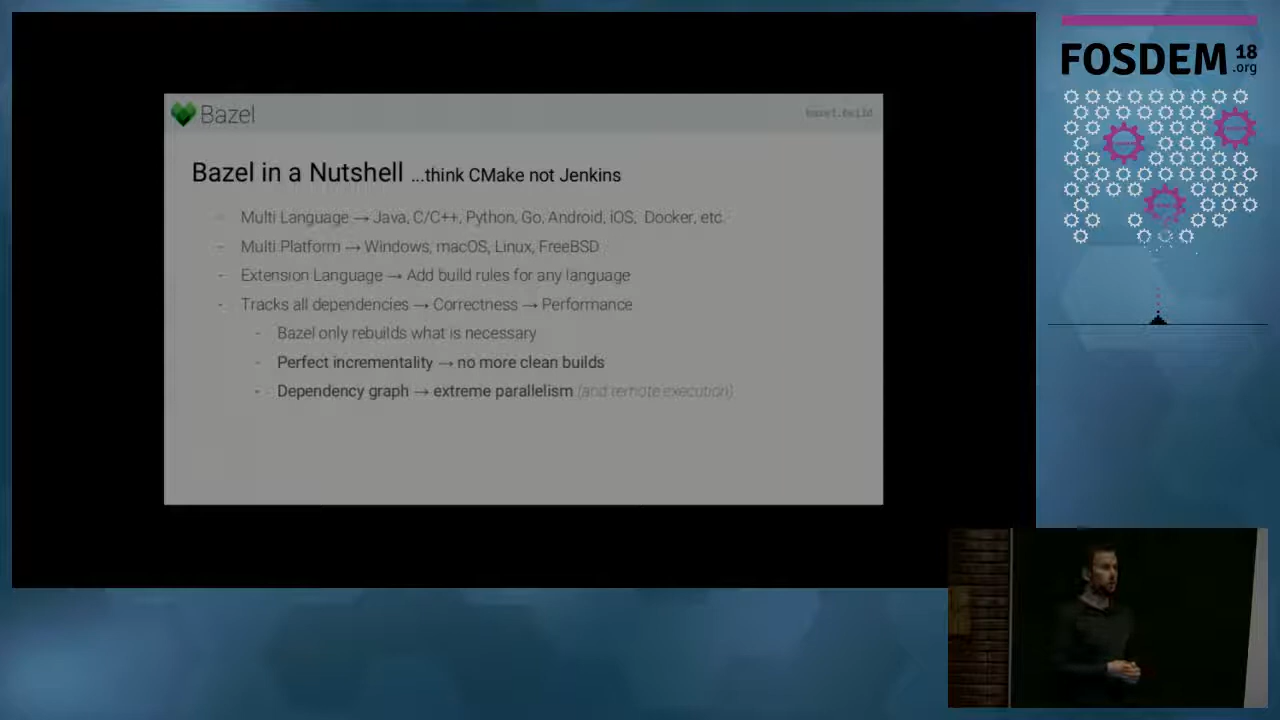 Bazel
bazel.build
Bazel in a Nutshell ...think CMake not Jenkins
- Multi Language → Java, C/C++, Python, Go, Android, iOS, Docker, etc
- Multi Platform → Windows, macOS, Linux, FreeBSD
- Extension Language → Add build rules for any language
- Tracks all dependencies → Correctness → Performance
- Bazel only rebuilds what is necessary
- Perfect incrementality → no more clean builds
- Dependency graph → extreme parallelism (and remote execution)
FOSDEM 18
.org